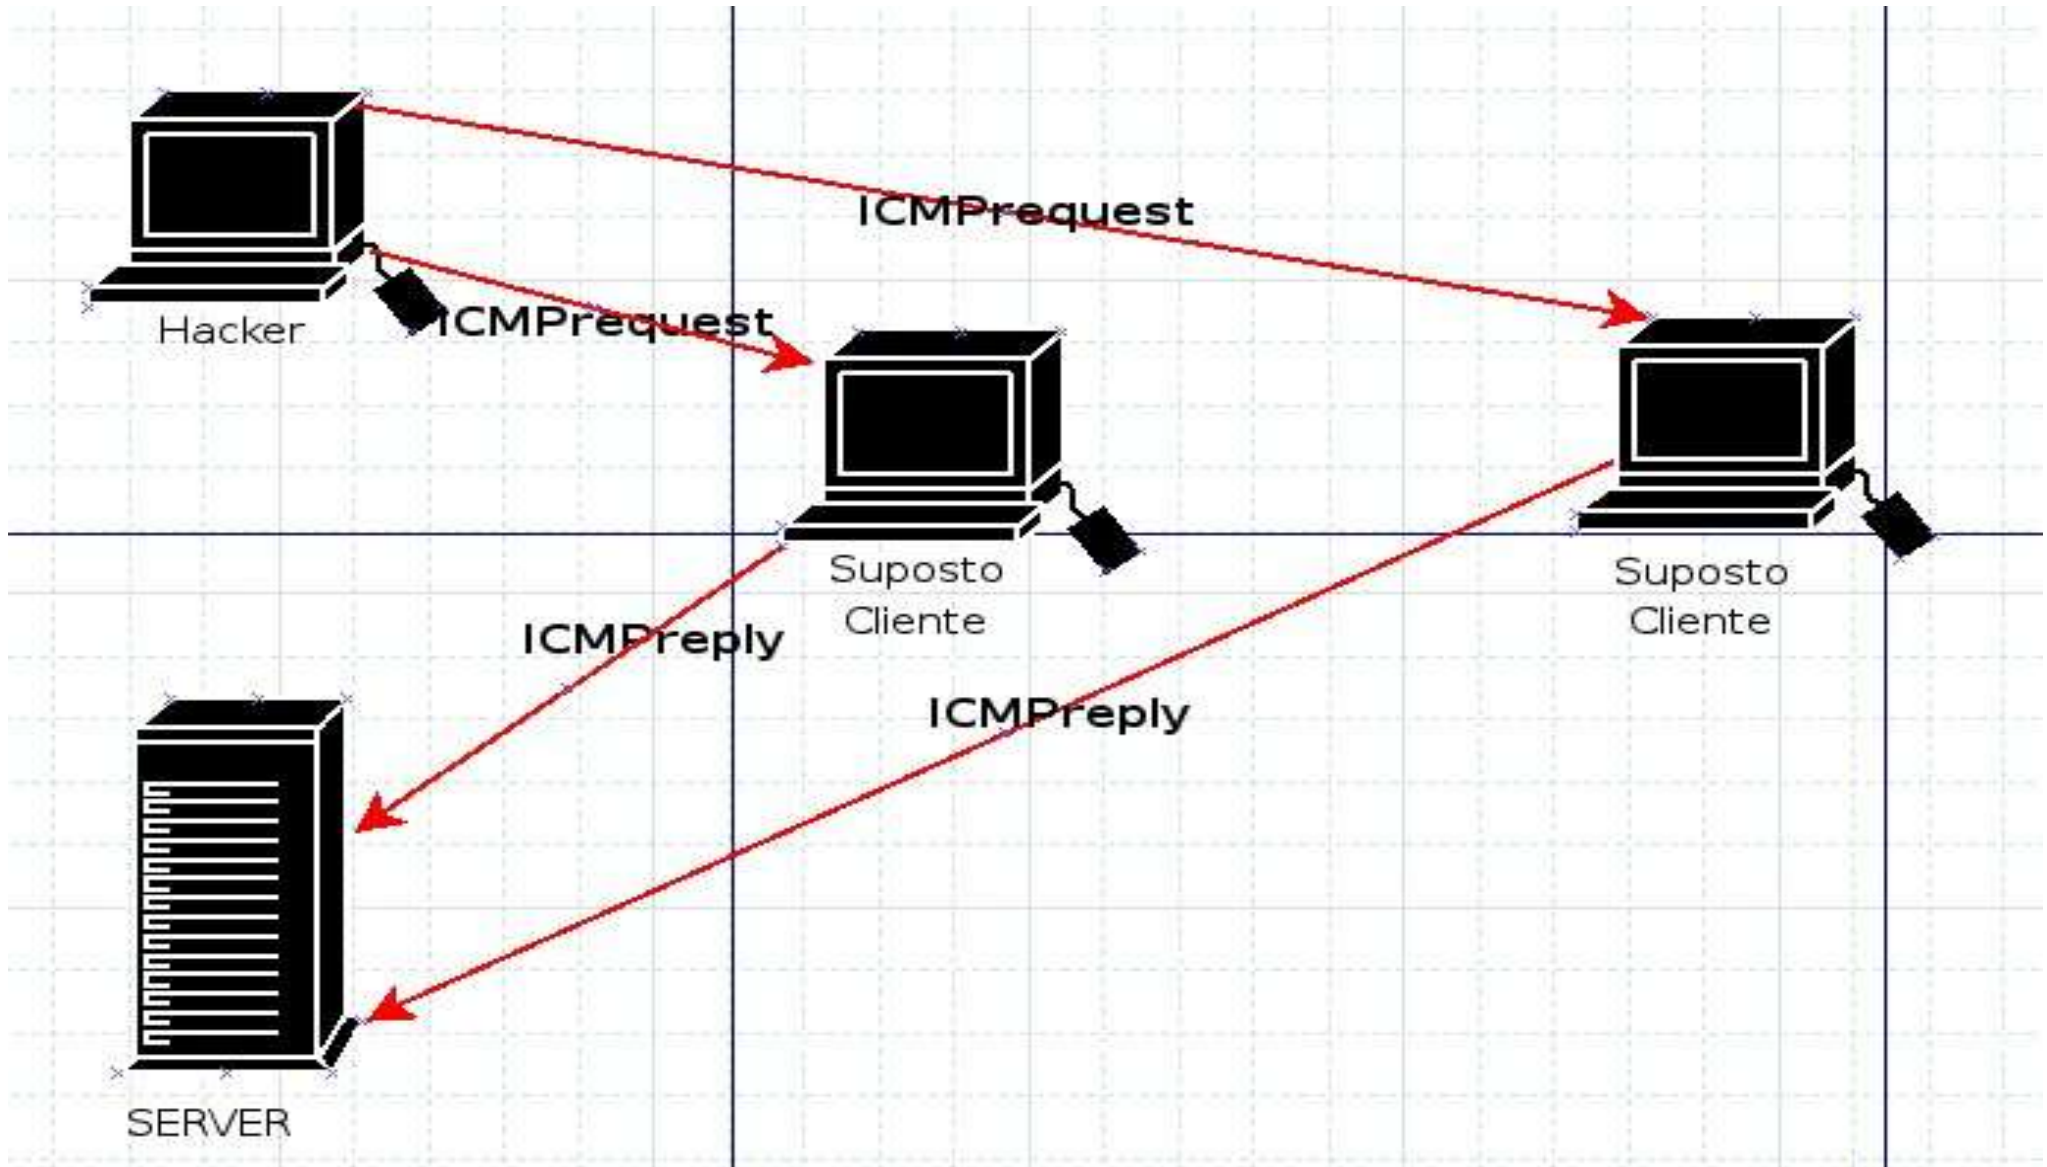 ICMPrequest
ICMPrequest
Hacker
Suposto
Cliente
Suposto
Cliente
ICMPreply
ICMPreply
SERVER